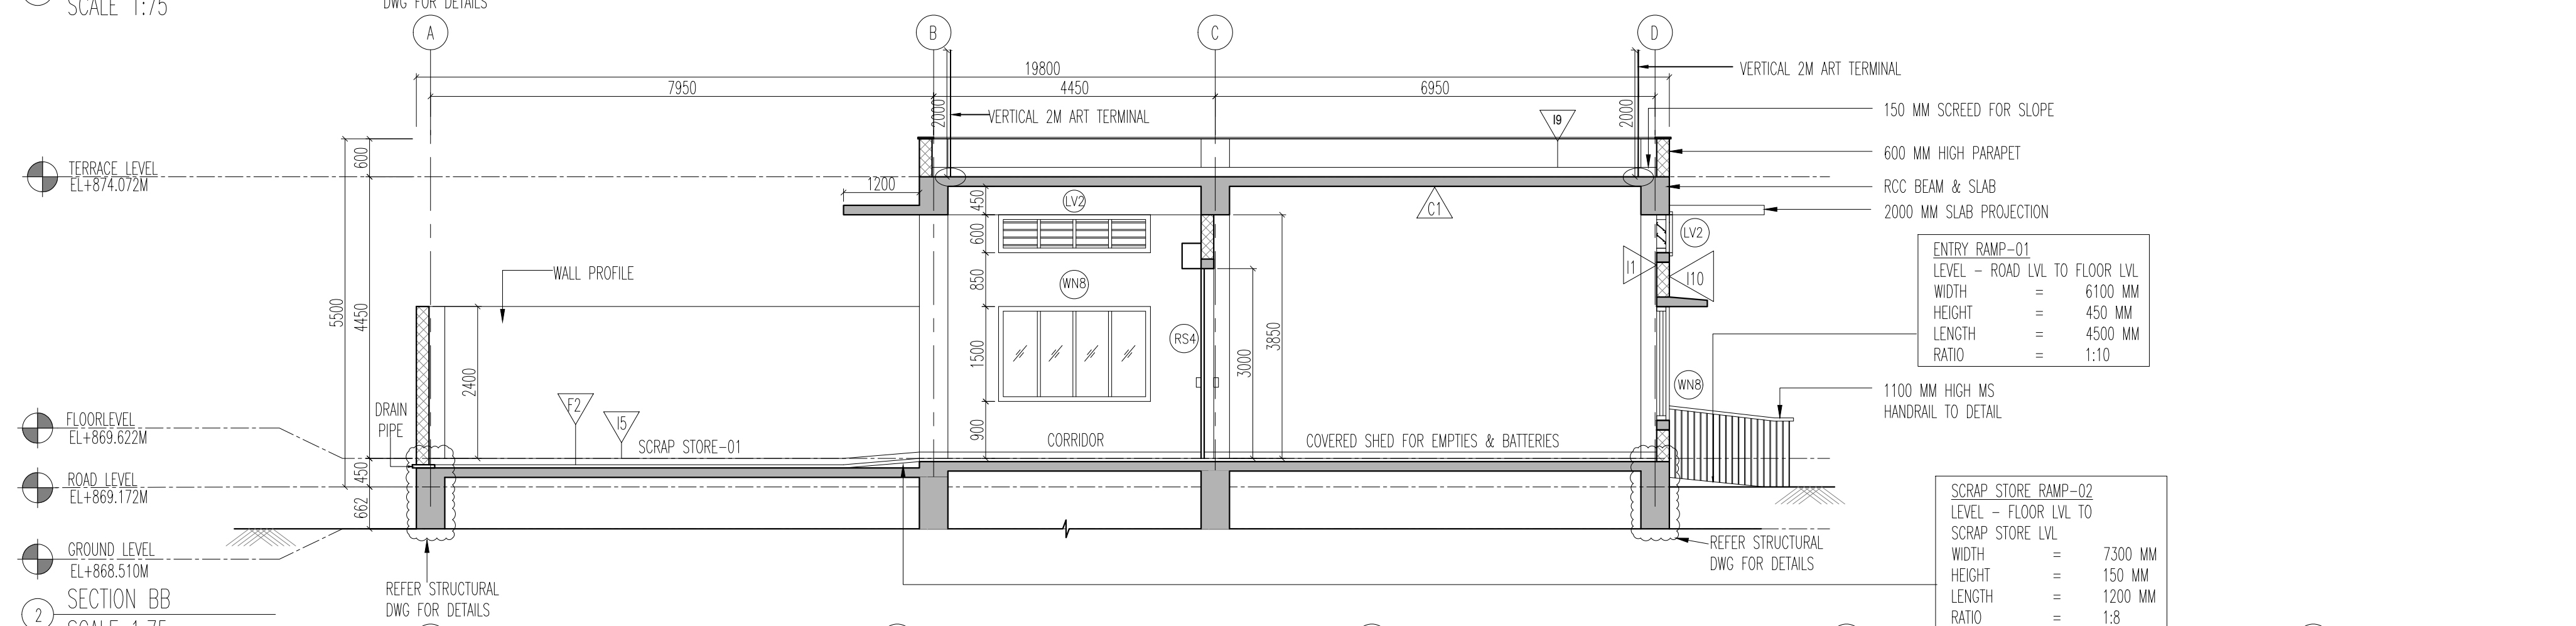 SCALE 1:75
DWG FOR DETAILS
A
B
C
D
19800
7950
4450
6950
VERTICAL 2M ART TERMINAL
2000
VERTICAL 2M ART TERMINAL
2000
I9
150 MM SCREED FOR SLOPE
600 MM HIGH PARAPET
RCC BEAM & SLAB
2000 MM SLAB PROJECTION
TERRACE LEVEL
EL+874.072M
600
5500
4450
1200
450
LV2
C1
600
LV2
I1
I10
WALL PROFILE
850
WN8
ENTRY RAMP-01
LEVEL - ROAD LVL TO FLOOR LVL
WIDTH = 6100 MM
HEIGHT = 450 MM
LENGTH = 4500 MM
RATIO = 1:10
RS4
3850
3000
2400
1500
WN8
1100 MM HIGH MS
HANDRAIL TO DETAIL
F2
I5
DRAIN
PIPE
FLOORLEVEL
EL+869.622M
900
SCRAP STORE-01
CORRIDOR
COVERED SHED FOR EMPTIES & BATTERIES
450
ROAD LEVEL
EL+869.172M
662
GROUND LEVEL
EL+868.510M
REFER STRUCTURAL
DWG FOR DETAILS
REFER STRUCTURAL
DWG FOR DETAILS
SCRAP STORE RAMP-02
LEVEL - FLOOR LVL TO
SCRAP STORE LVL
WIDTH = 7300 MM
HEIGHT = 150 MM
LENGTH = 1200 MM
RATIO = 1:8
2
SECTION BB
SCALE 1:75